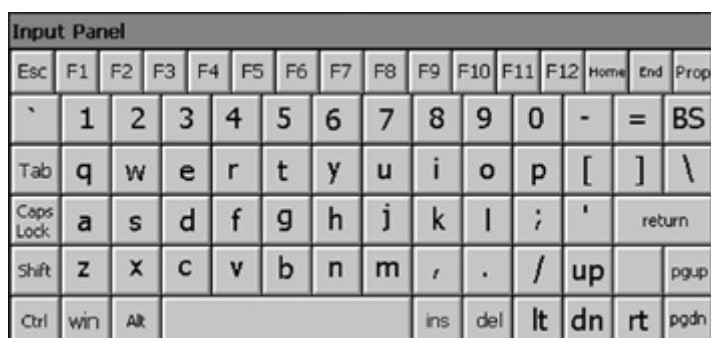 Input Panel
Esc F1 F2 F3 F4 F5 F6 F7 F8 F9 F10 F11 F12 Home End Prop
` 1 2 3 4 5 6 7 8 9 0 - = BS
Tab q w e r t y u i o p [ ] \
Caps Lock a s d f g h j k l ; ' return
Shift z x c v b n m , . / up pgup
Ctrl win Alt ins del lt dn rt pgdn